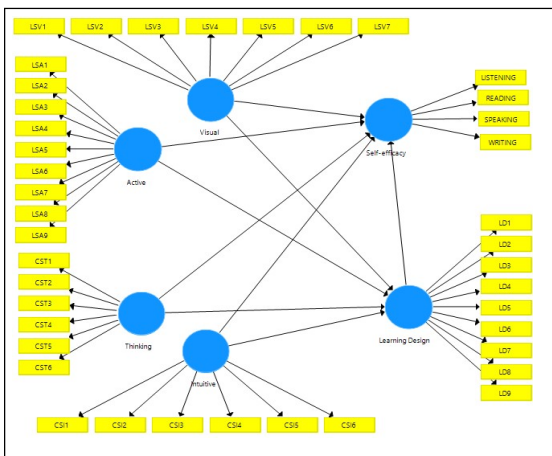 LSV1 LSV2 LSV3 LSV4 LSV5 LSV6 LSV7
LSA1
LSA2
LSA3
LSA4
LSA5
LSA6
LSA7
LSA8
LSA9
Visual
Active
LISTENING
READING
SPEAKING
WRITING
Self-efficacy
CST1
CST2
CST3
CST4
CST5
CST6
Thinking
Intuitive
LD1
LD2
LD3
LD4
LD5
LD6
LD7
LD8
LD9
Learning Design
CSI1 CSI2 CSI3 CSI4 CSI5 CSI6